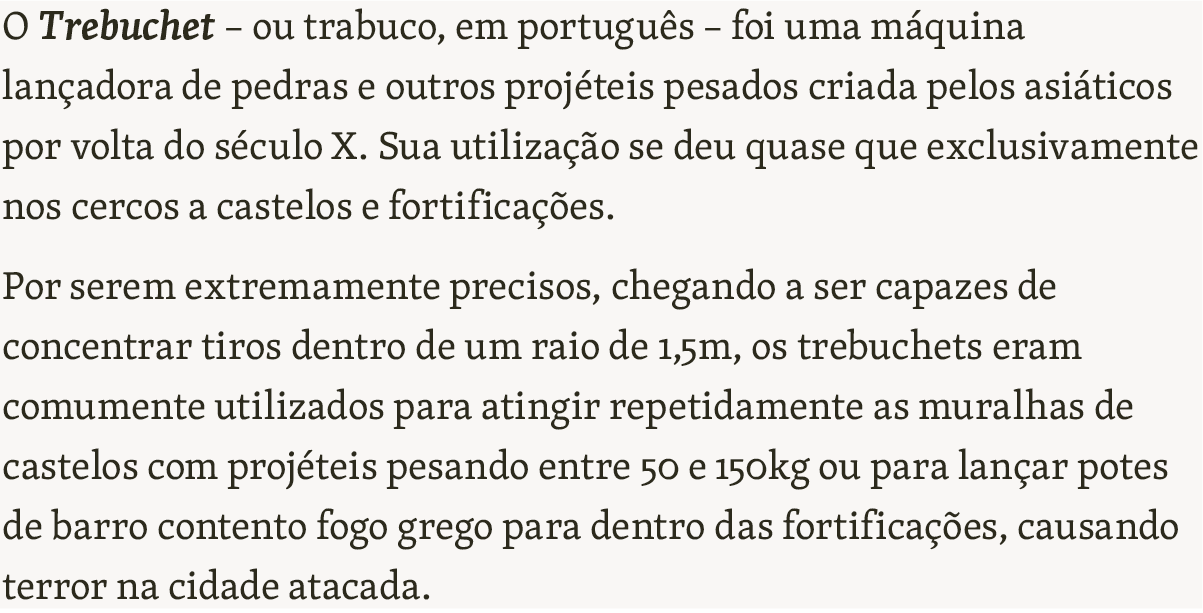 O Trebuchet – ou trabuco, em português – foi uma máquina
lançadora de pedras e outros projéteis pesados criada pelos asiáticos
por volta do século X. Sua utilização se deu quase que exclusivamente
nos cercos a castelos e fortificações.
Por serem extremamente precisos, chegando a ser capazes de
concentrar tiros dentro de um raio de 1,5m, os trebuchets eram
comumente utilizados para atingir repetidamente as muralhas de
castelos com projéteis pesando entre 50 e 150kg ou para lançar potes
de barro contento fogo grego para dentro das fortificações, causando
terror na cidade atacada.